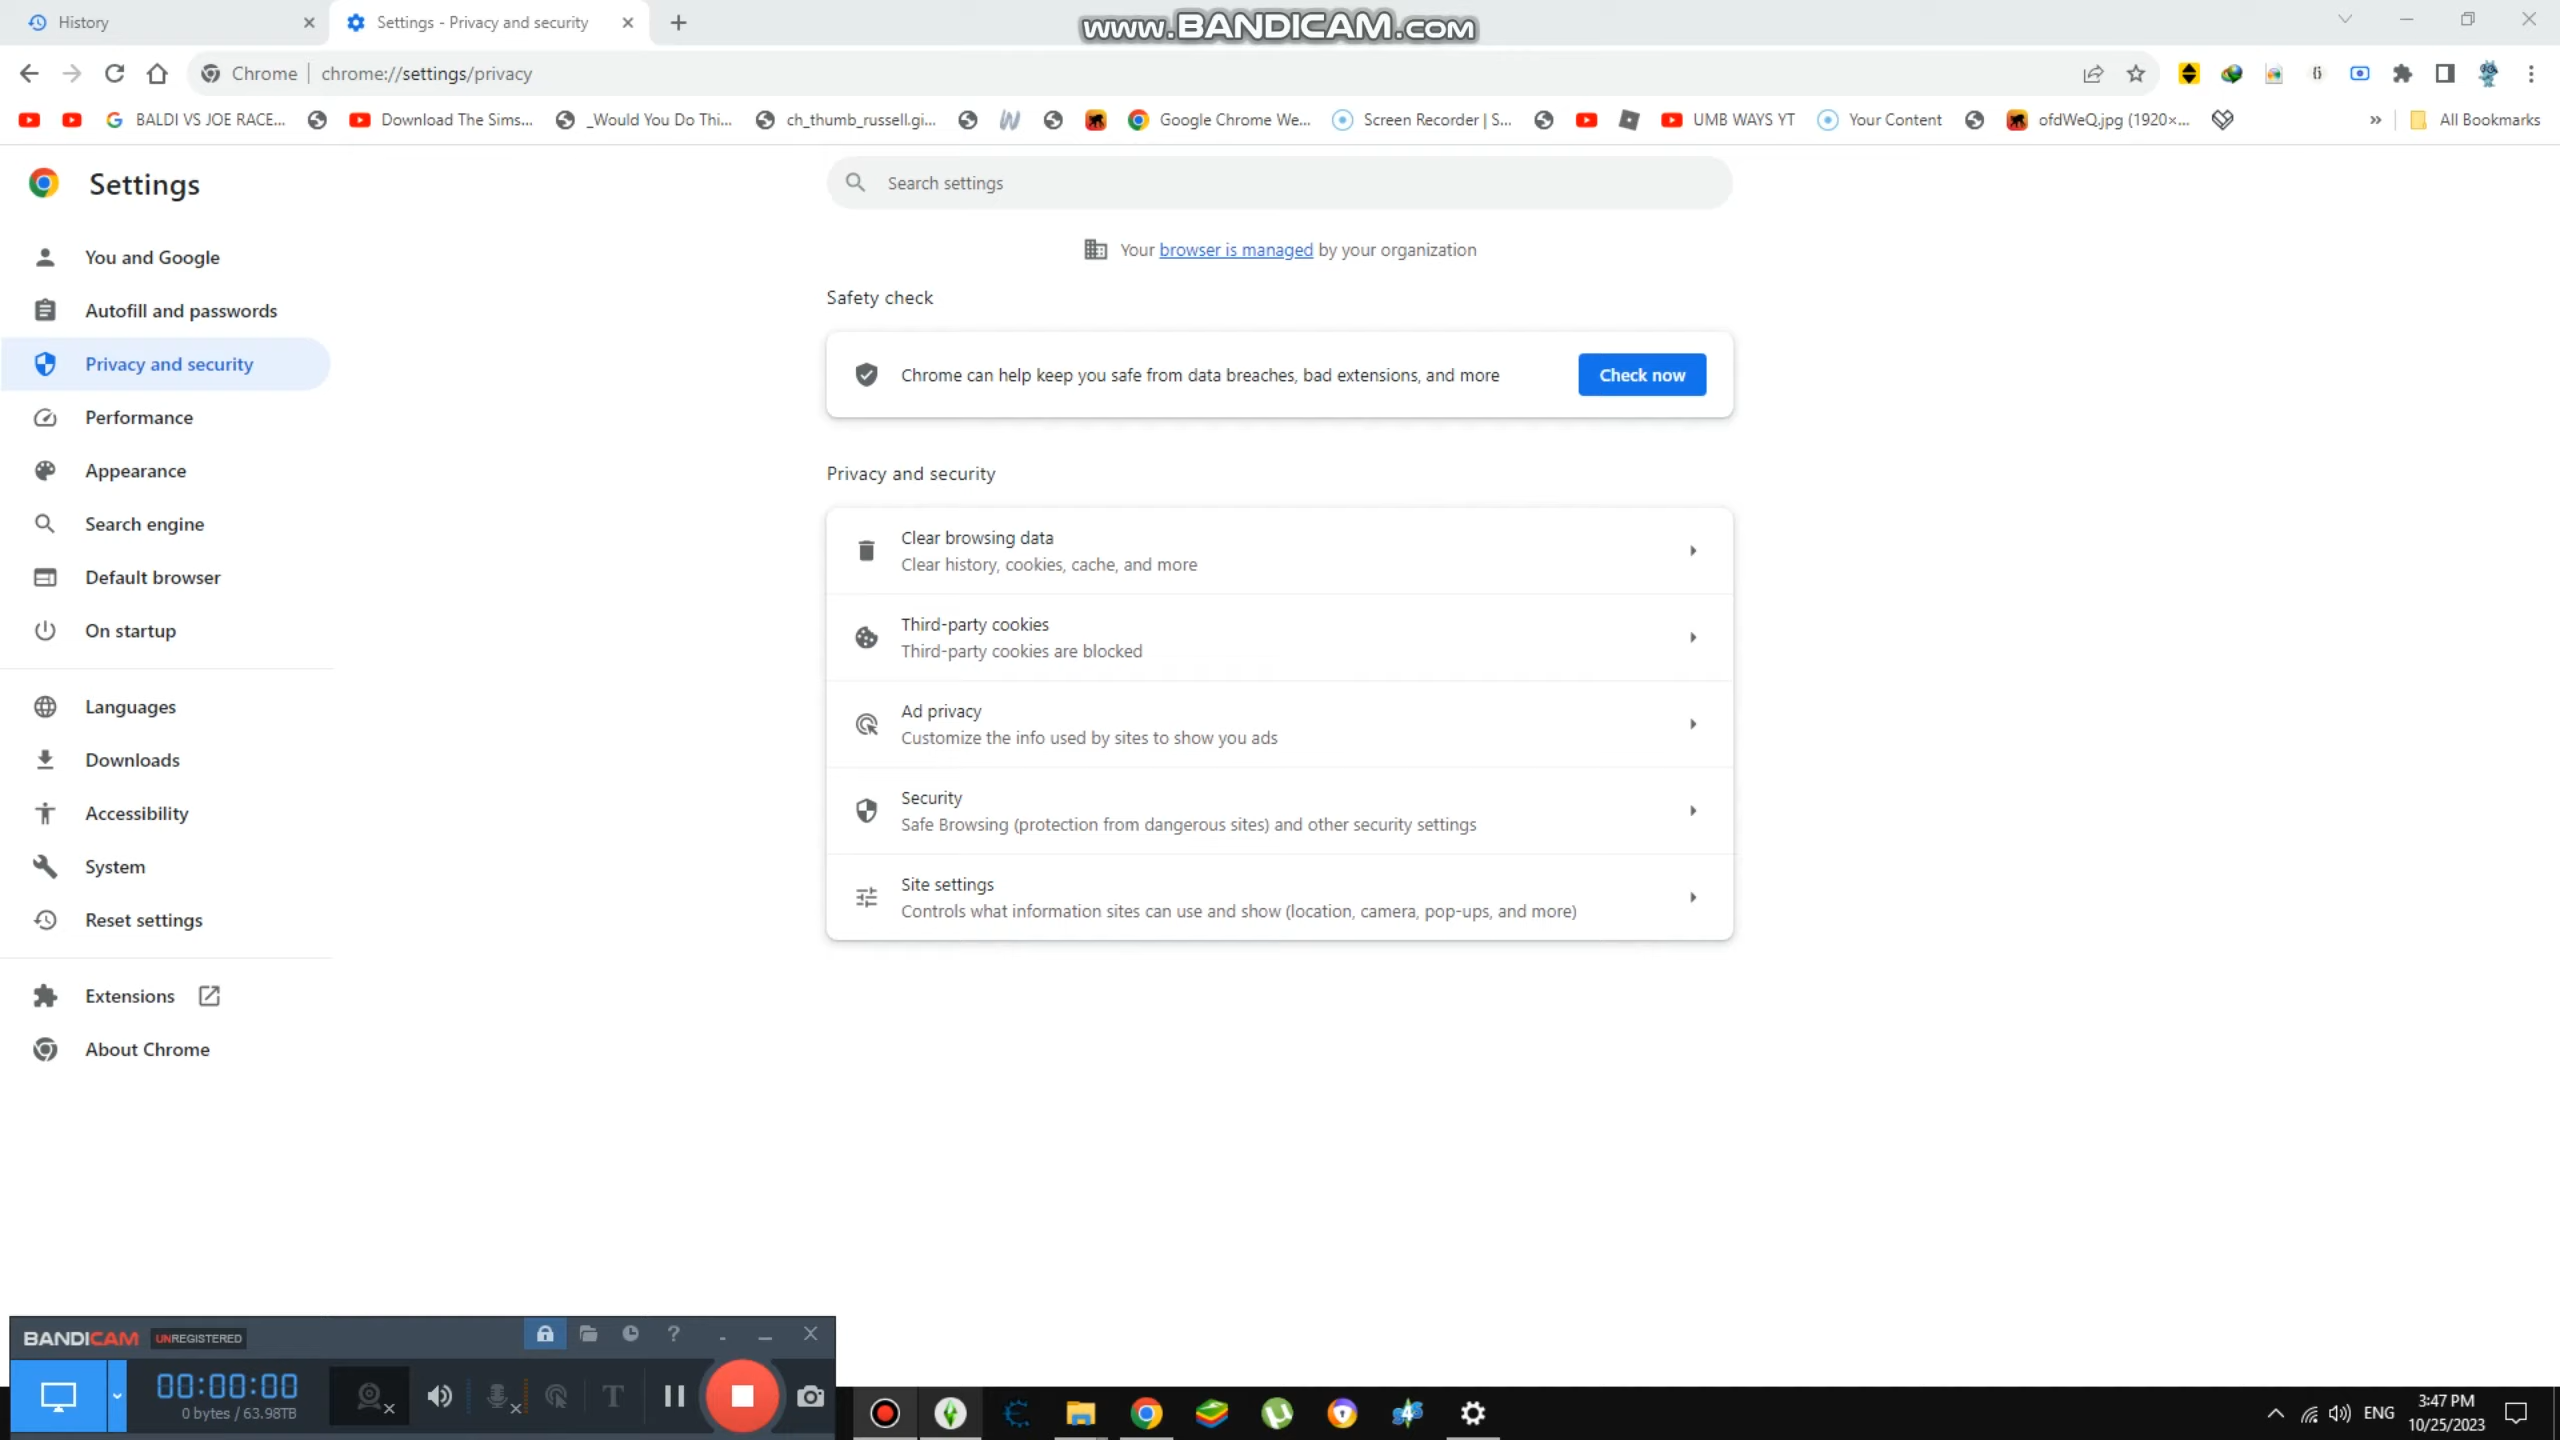 History
Settings - Privacy and security
www.BANDICAM.com
Chrome
chrome://settings/privacy
BALDI VS JOE RACE...
Download The Sims...
_Would You Do Thi...
ch_thumb_russell.gi...
Google Chrome We...
Screen Recorder | S...
UMB WAYS YT
Your Content
ofdWeQ.jpg (1920×...
»
All Bookmarks
Settings
Search settings
Your browser is managed by your organization
You and Google
Autofill and passwords
Privacy and security
Performance
Appearance
Search engine
Default browser
On startup
Languages
Downloads
Accessibility
System
Reset settings
Extensions
About Chrome
Safety check
Chrome can help keep you safe from data breaches, bad extensions, and more
Check now
Privacy and security
Clear browsing data
Clear history, cookies, cache, and more
Third-party cookies
Third-party cookies are blocked
Ad privacy
Customize the info used by sites to show you ads
Security
Safe Browsing (protection from dangerous sites) and other security settings
Site settings
Controls what information sites can use and show (location, camera, pop-ups, and more)
BANDICAM UNREGISTERED
00:00:00
0 bytes / 63.98TB
ENG
3:47 PM
10/25/2023